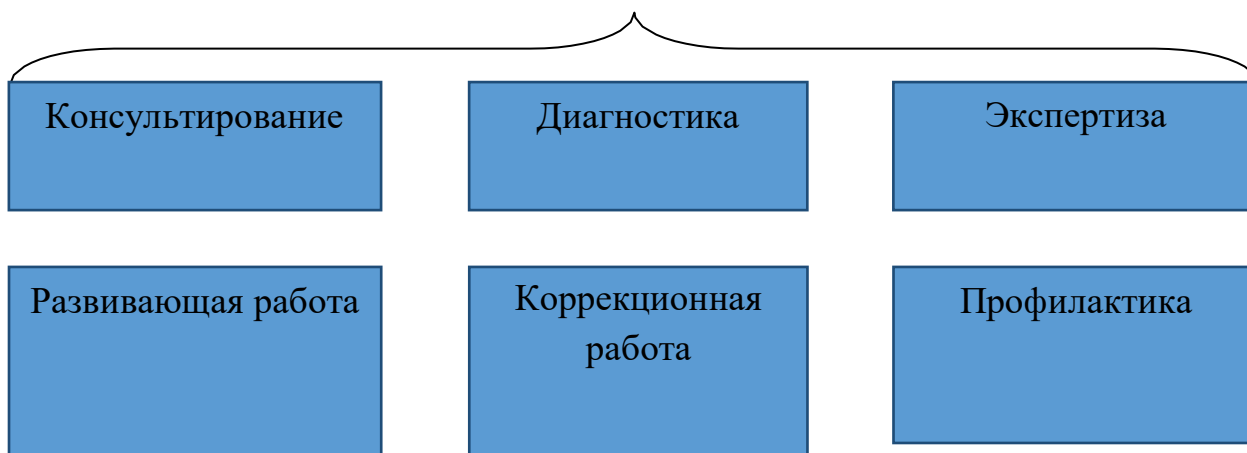 Консультирование
Диагностика
Экспертиза
Развивающая работа
Коррекционная
работа
Профилактика